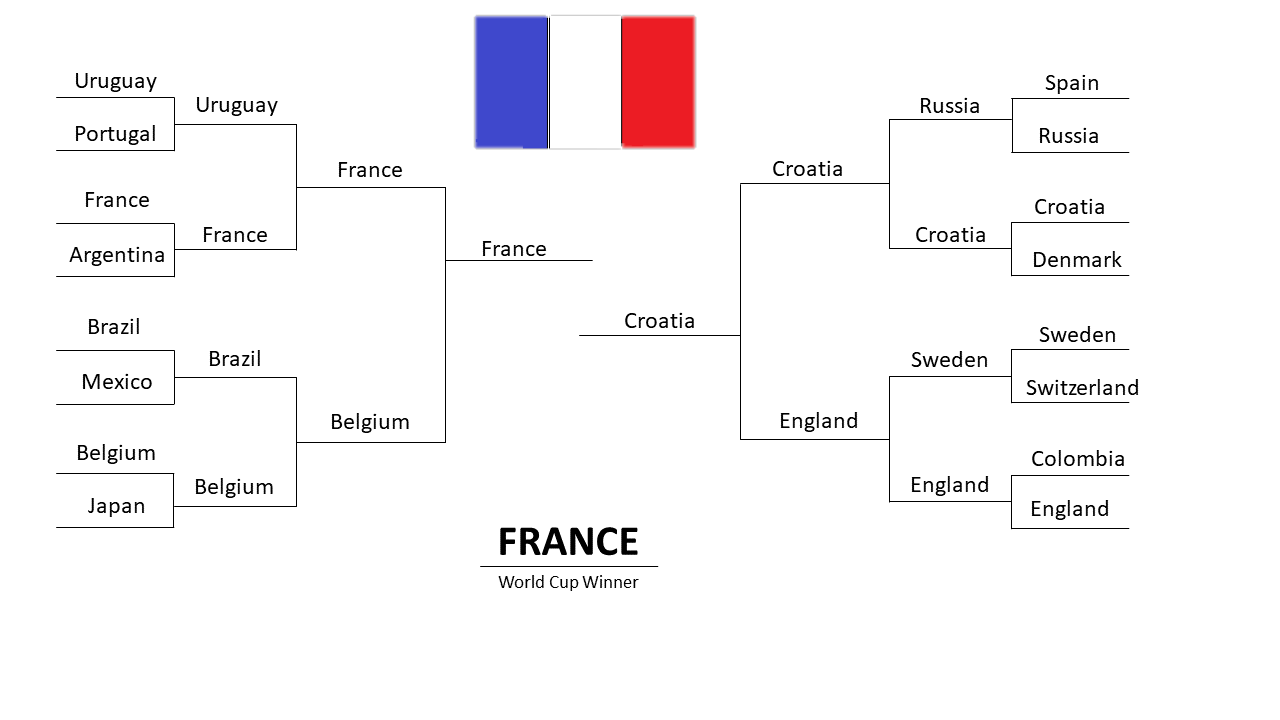 Uruguay
Portugal
France
Argentina
Brazil
Mexico
Belgium
Japan
Uruguay
France
Brazil
Belgium
France
Belgium
France
Croatia
Croatia
England
Russia
Croatia
Sweden
England
Spain
Russia
Croatia
Denmark
Sweden
Switzerland
Colombia
England
FRANCE
World Cup Winner